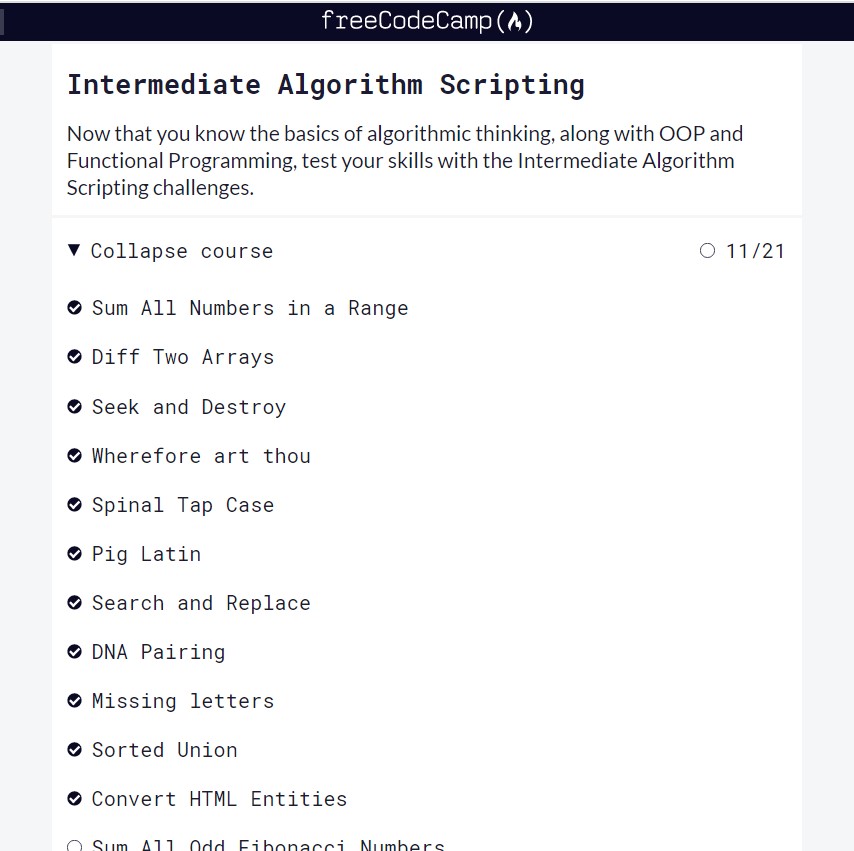 freeCodeCamp(🔥)
Intermediate Algorithm Scripting
Now that you know the basics of algorithmic thinking, along with OOP and
Functional Programming, test your skills with the Intermediate Algorithm
Scripting challenges.
Collapse course 11/21
Sum All Numbers in a Range
Diff Two Arrays
Seek and Destroy
Wherefore art thou
Spinal Tap Case
Pig Latin
Search and Replace
DNA Pairing
Missing letters
Sorted Union
Convert HTML Entities
Sum All Odd Fibonacci Numbers